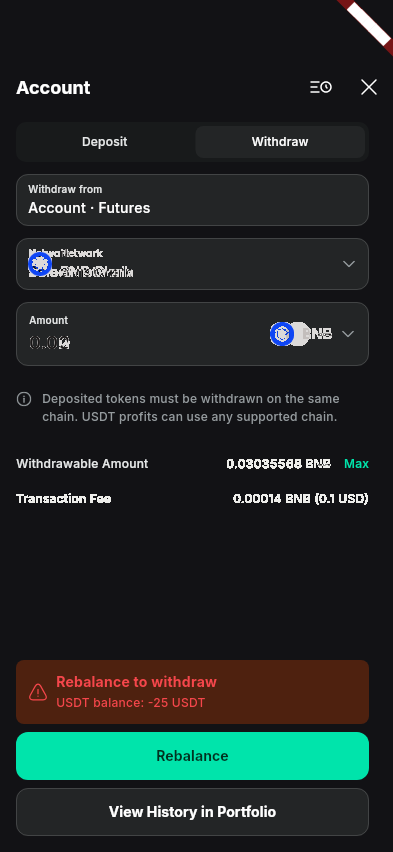 Account
Deposit
Withdraw
Withdraw from
Account · Futures
Network
Amount
BNB
Deposited tokens must be withdrawn on the same
chain. USDT profits can use any supported chain.
Withdrawable Amount
BNB Max
Transaction Fee
0.00014 BNB (0.1 USD)
Rebalance to withdraw
USDT balance: -25 USDT
Rebalance
View History in Portfolio